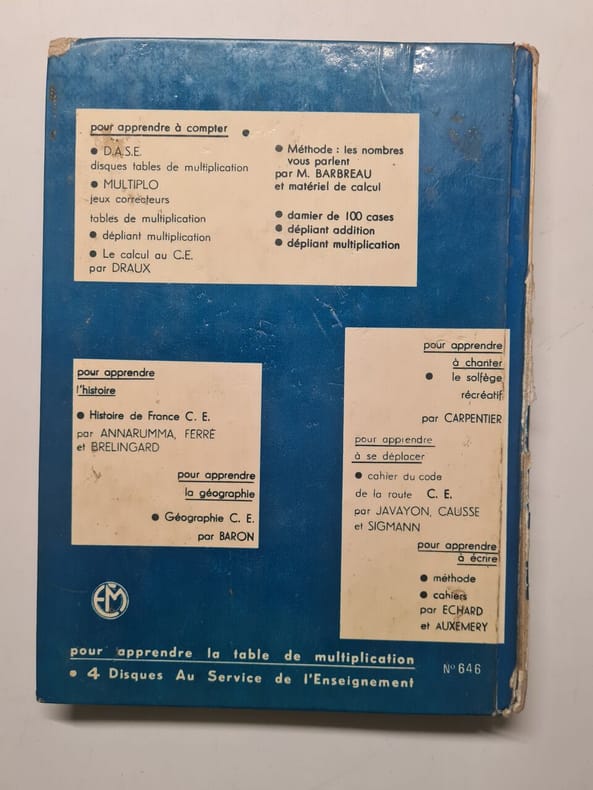 pour apprendre à compter
• D.A.S.E.
disques tables de multiplication
• MULTIPLO
jeux correcteurs
tables de multiplication
• dépliant multiplication
• Le calcul au C.E.
par DRAUX
• Méthode : les nombres
vous parlent
par M. BARBREAU
et matériel de calcul
• damier de 100 cases
• dépliant addition
• dépliant multiplication
pour apprendre
l'histoire
• Histoire de France C. E.
par ANNARUMMA, FERRÉ
et BRELINGARD
pour apprendre
la géographie
• Géographie C. E.
par BARON
pour apprendre
à chanter
• le solfège
récréatif
par CARPENTIER
pour apprendre
à se déplacer
• cahier du code
de la route C. E.
par JAVAYON, CAUSSE
et SIGMANN
pour apprendre
à écrire
• méthode
• cahiers
par ECHARD
et AUXEMERY
EM
pour apprendre la table de multiplication
• 4 Disques Au Service de l'Enseignement
N° 646